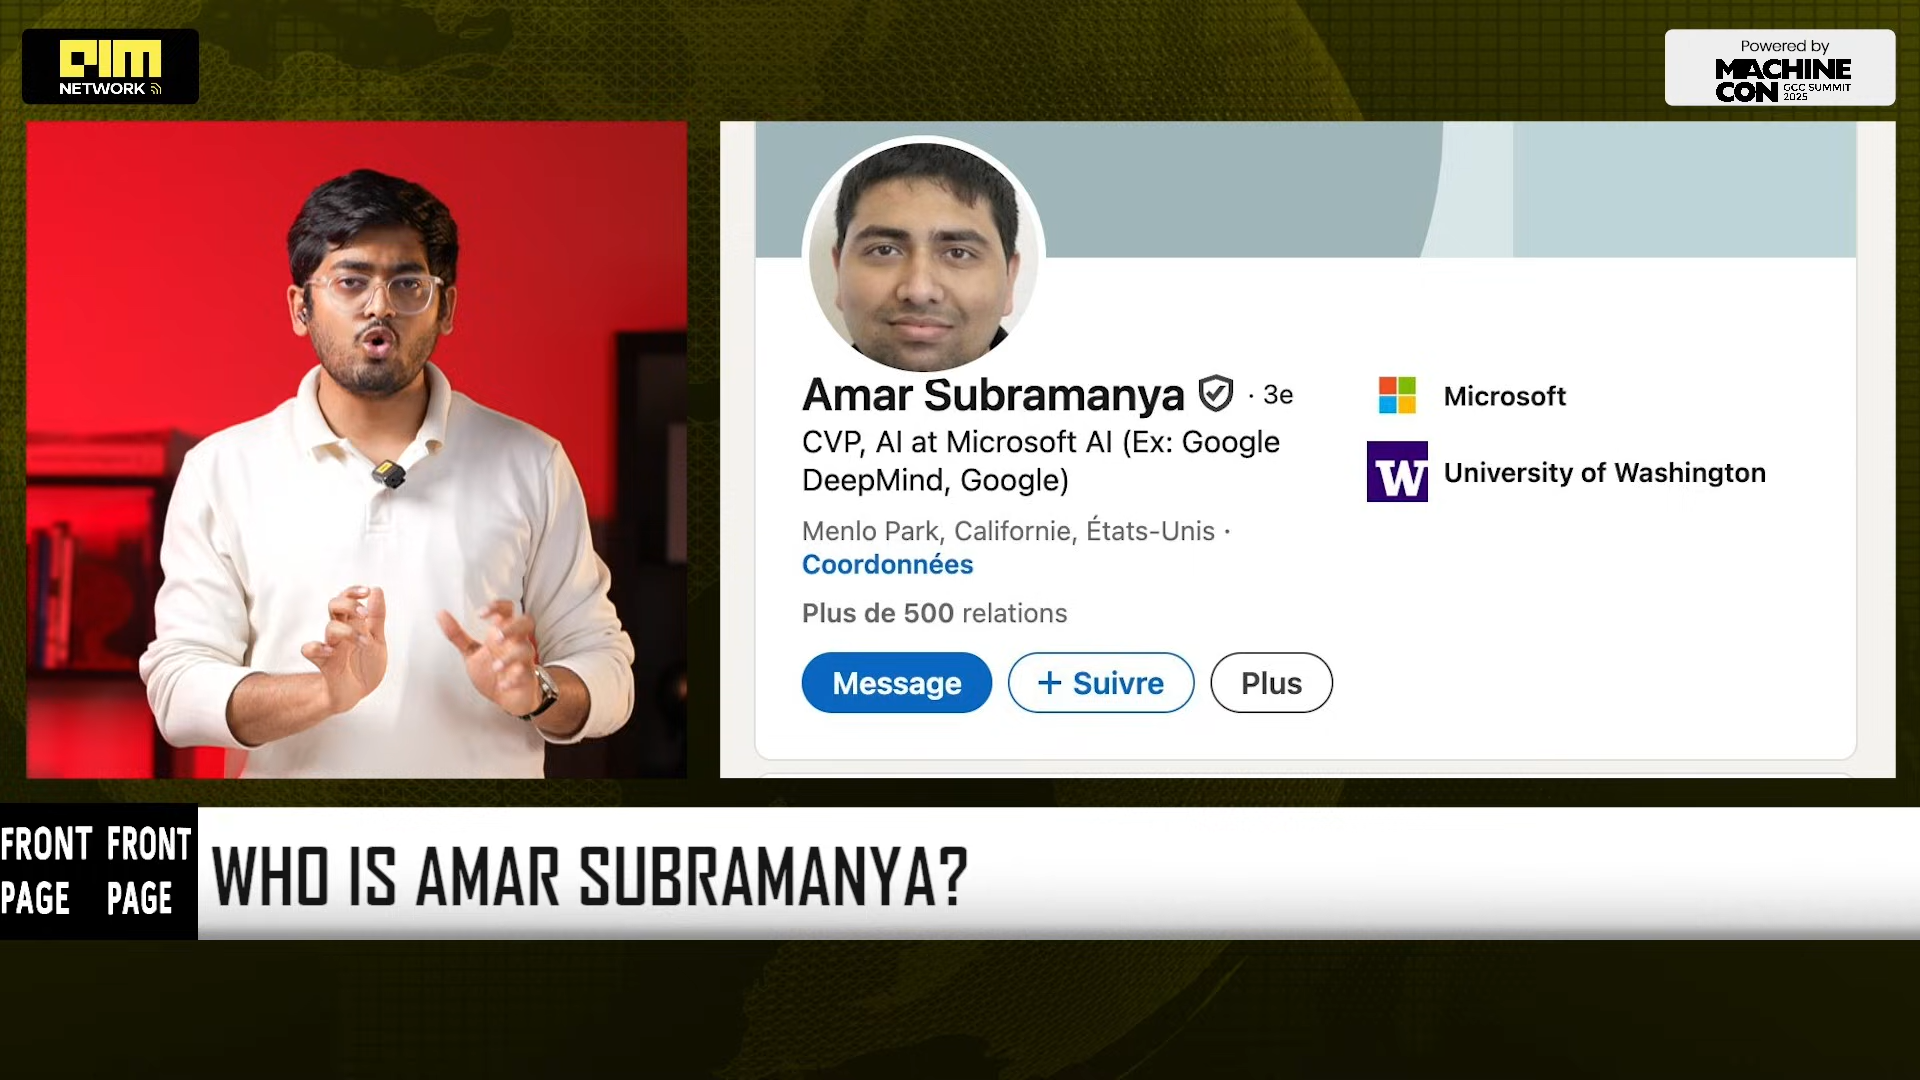 AIM
NETWORK
Powered by
MACHINE
CON GCC SUMMIT
2025
Amar Subramanya · 3e
CVP, AI at Microsoft AI (Ex: Google
DeepMind, Google)
Menlo Park, Californie, États-Unis ·
Coordonnées
Plus de 500 relations
Message
+ Suivre
Plus
Microsoft
W
University of Washington
FRONT FRONT
PAGE PAGE
WHO IS AMAR SUBRAMANYA?